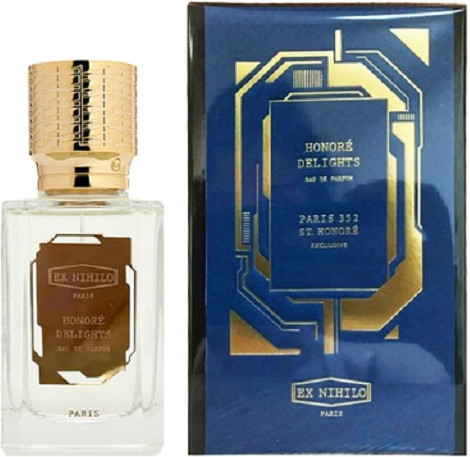 EX NIHILO
PARIS
HONORÉ
DELIGHTS
EAU DE PARFUM
PARIS
HONORÉ
DELIGHTS
EAU DE PARFUM
PARIS 352
ST. HONORÉ
EXCLUSIVE
EX NIHILO